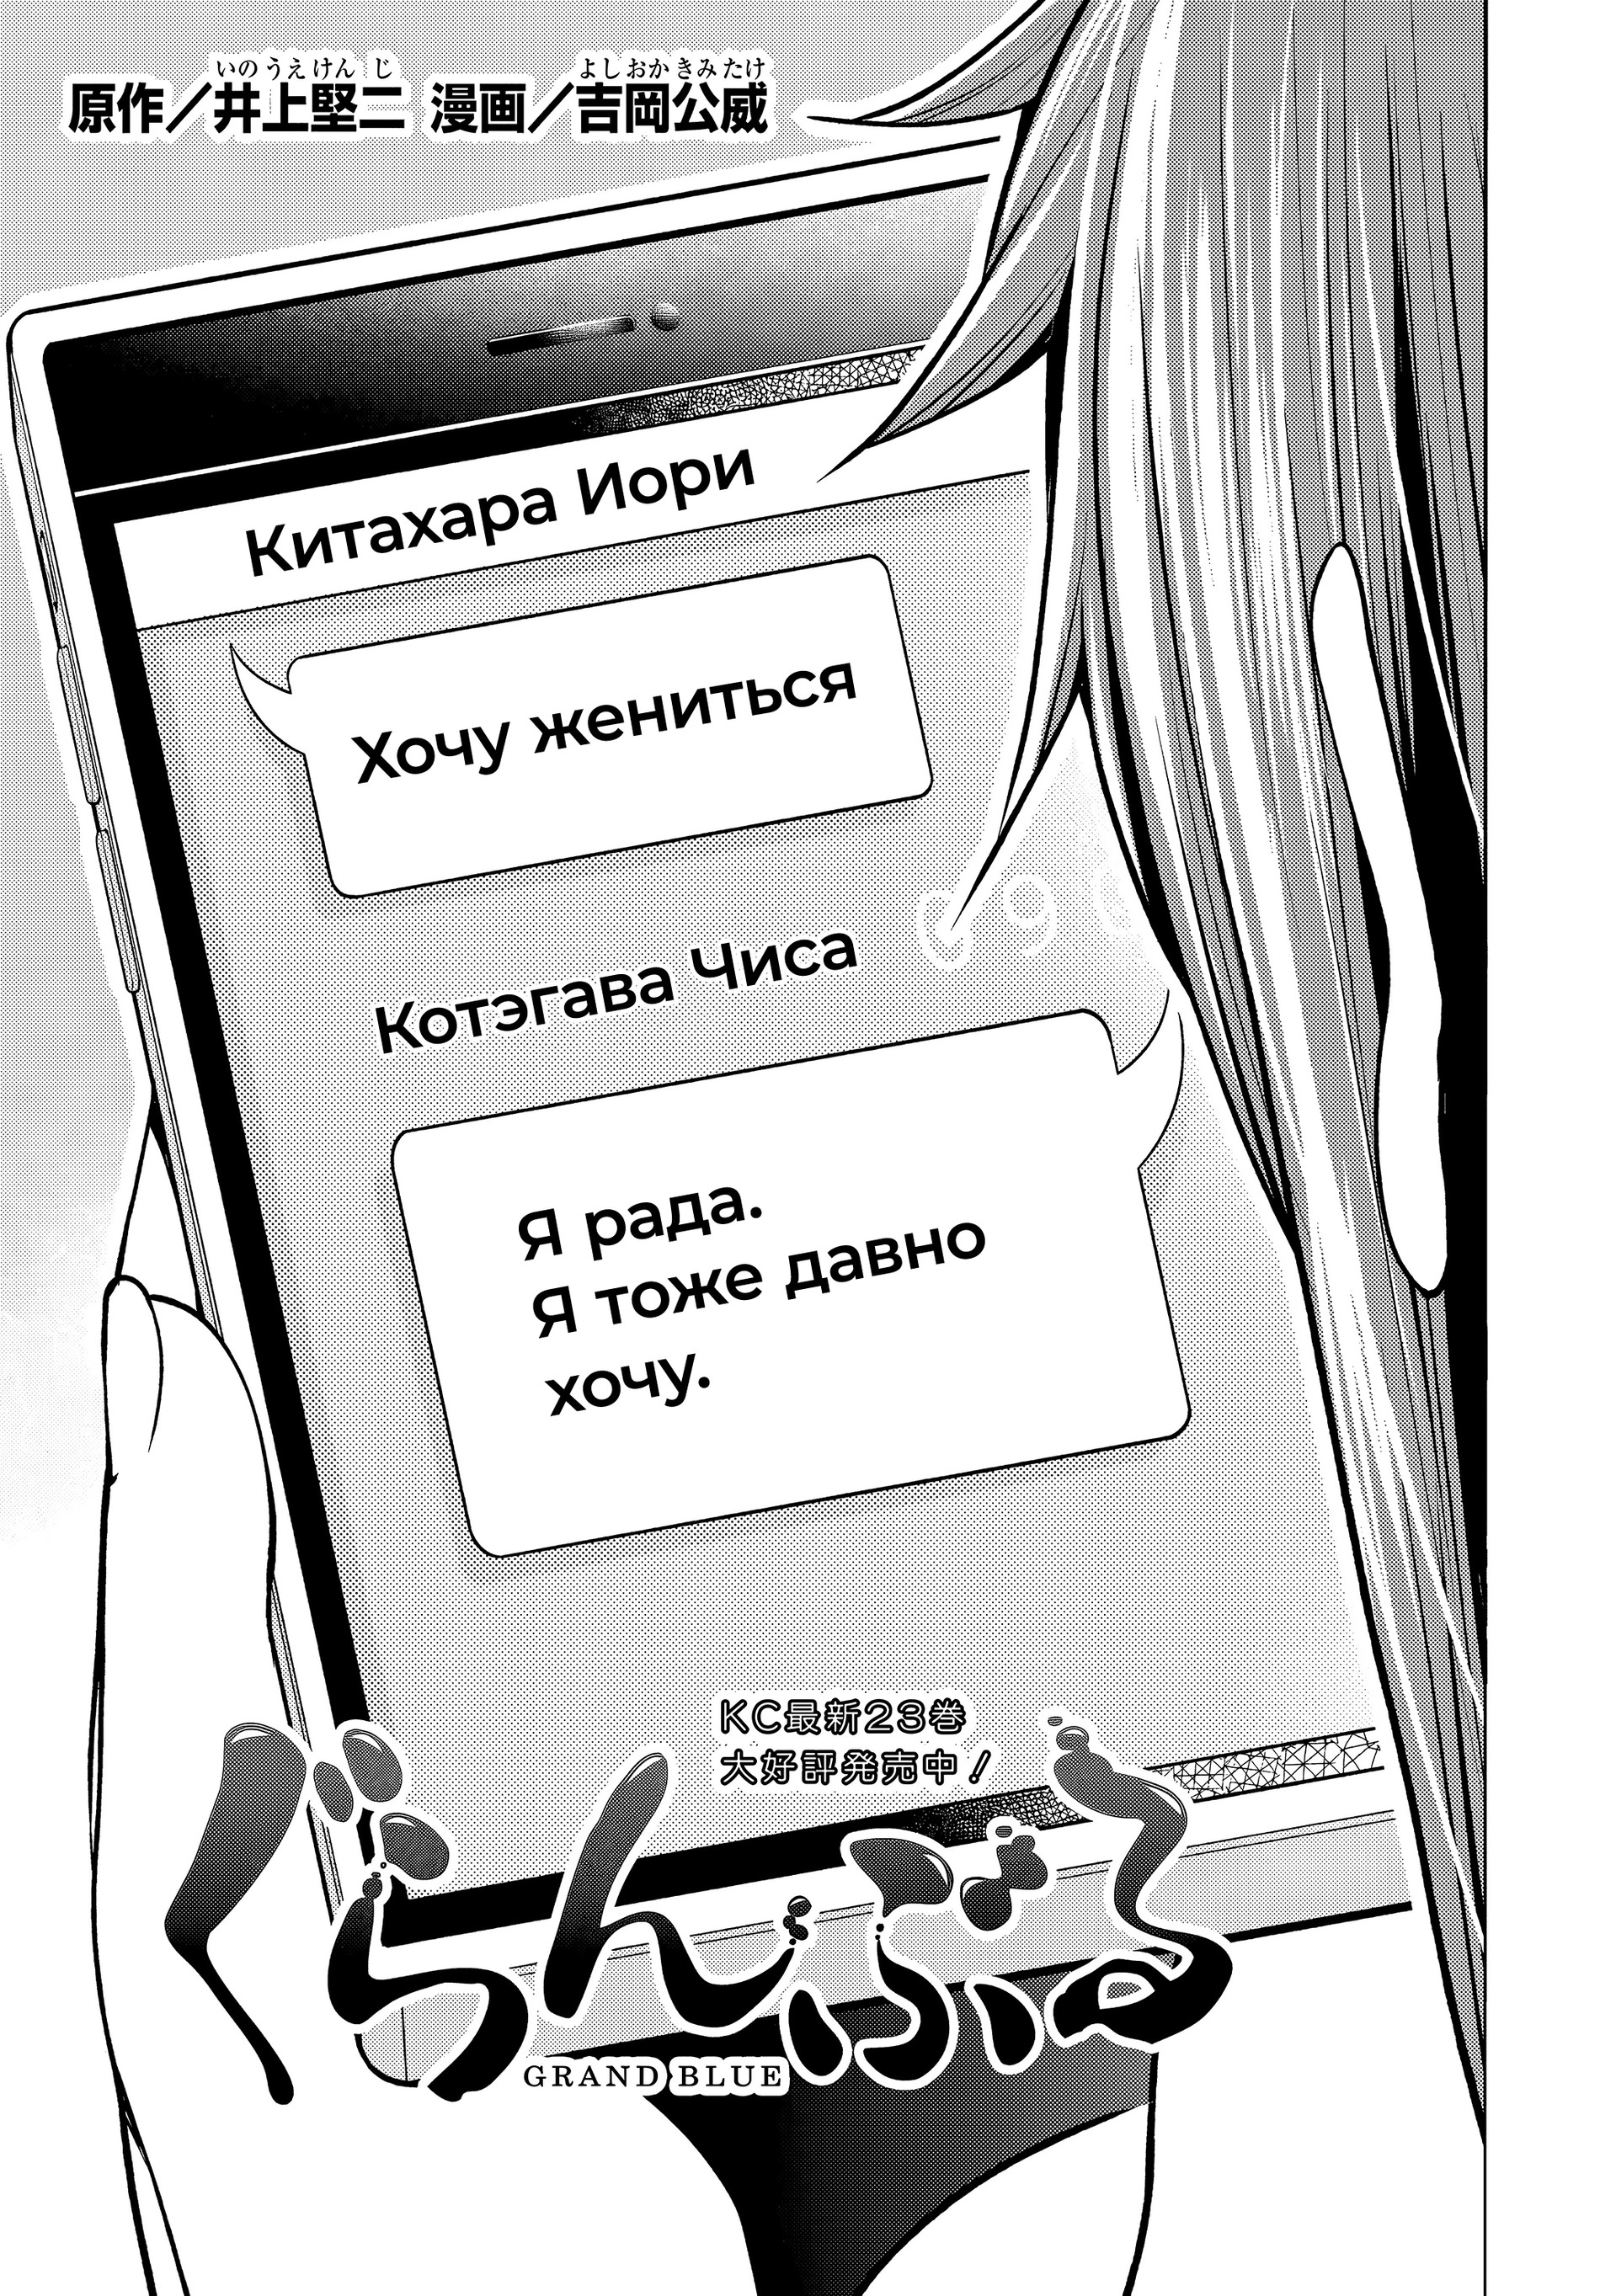 いのうえけんじ よしおかきみたけ
原作／井上堅二 漫画／吉岡公威
Китахара Иори
Хочу жениться
Котэгава Чиса
Я рада.
Я тоже давно
хочу.
KC最新23巻
大好評発売中！
ぐらんぶる
GRAND BLUE